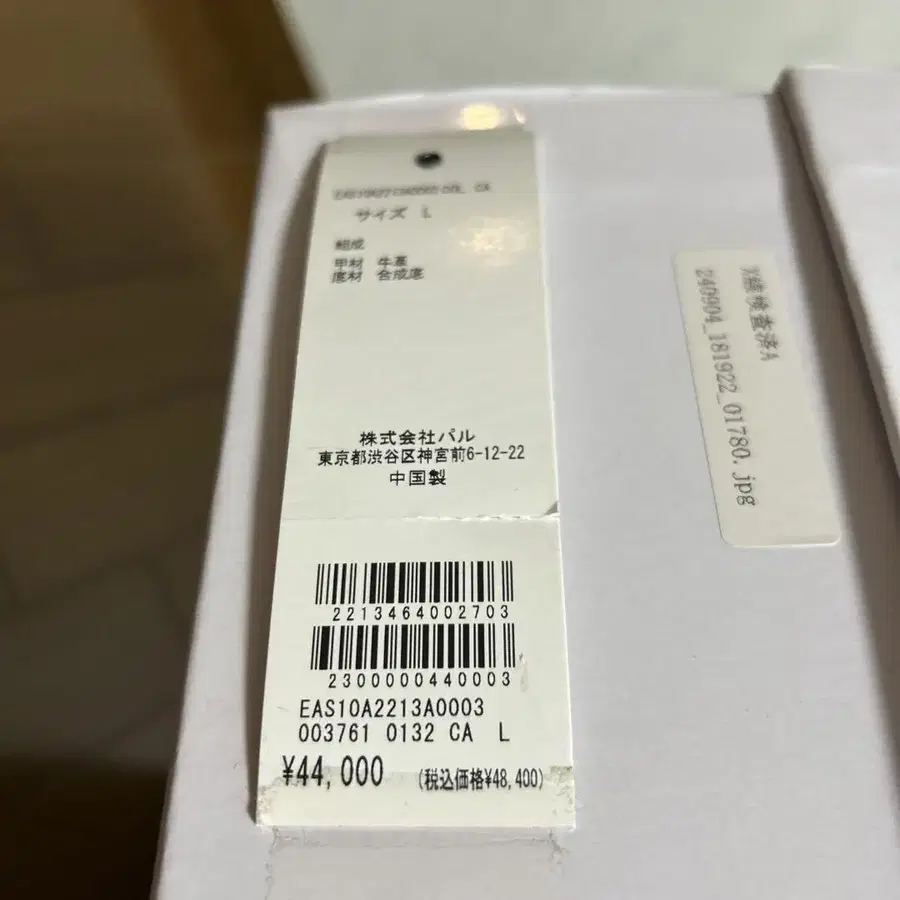 サイズ L
組成
甲材 牛革
底材 合成底
株式会社パル
東京都渋谷区神宮前6-12-22
中国製
2213464002703
2300000440003
EAS10A2213A0003
003761 0132 CA L
¥44,000 (税込価格¥48,400)
X線検査済A
240904_181922_01780.jpg